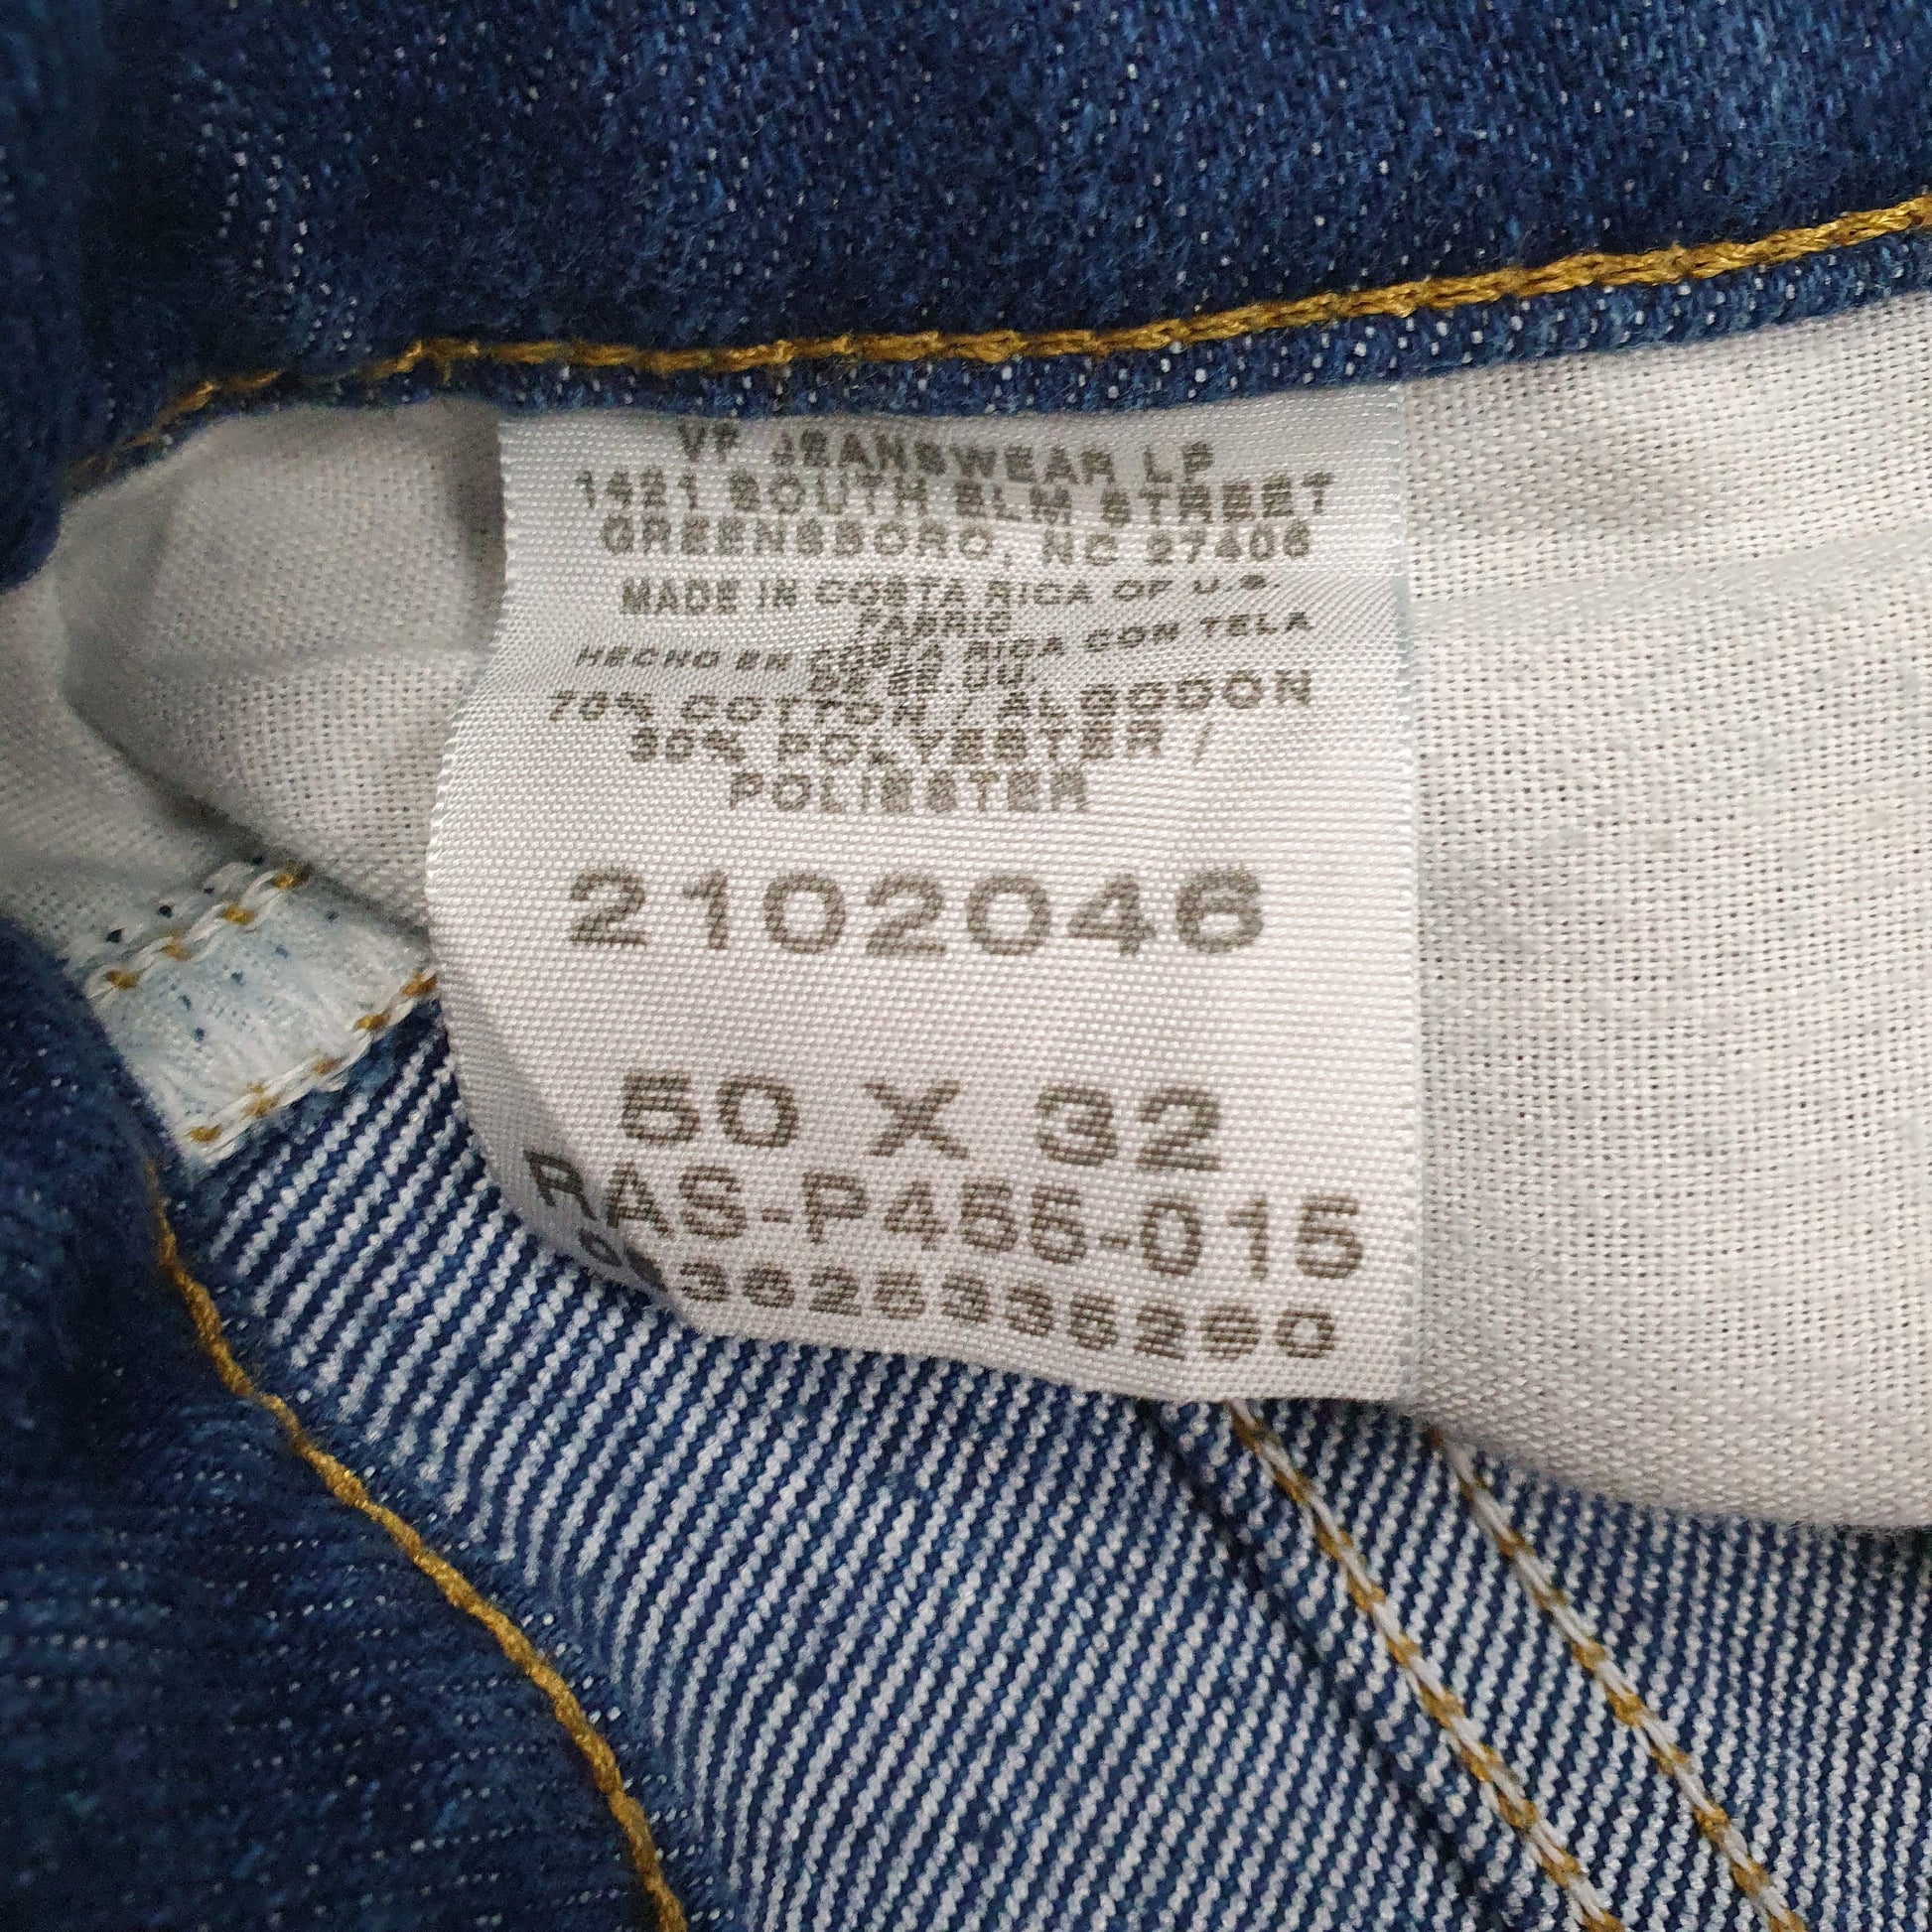 VF JEANSWEAR LP
1421 SOUTH ELM STREET
GREENSBORO, NC 27406
MADE IN COSTA RICA OF U.S.
FABRIC
HECHO EN COSTA RICA CON TELA
DE EE.UU.
70% COTTON / ALGODON
30% POLYESTER /
POLIESTER
2102046
50 X 32
RAS-P455-015